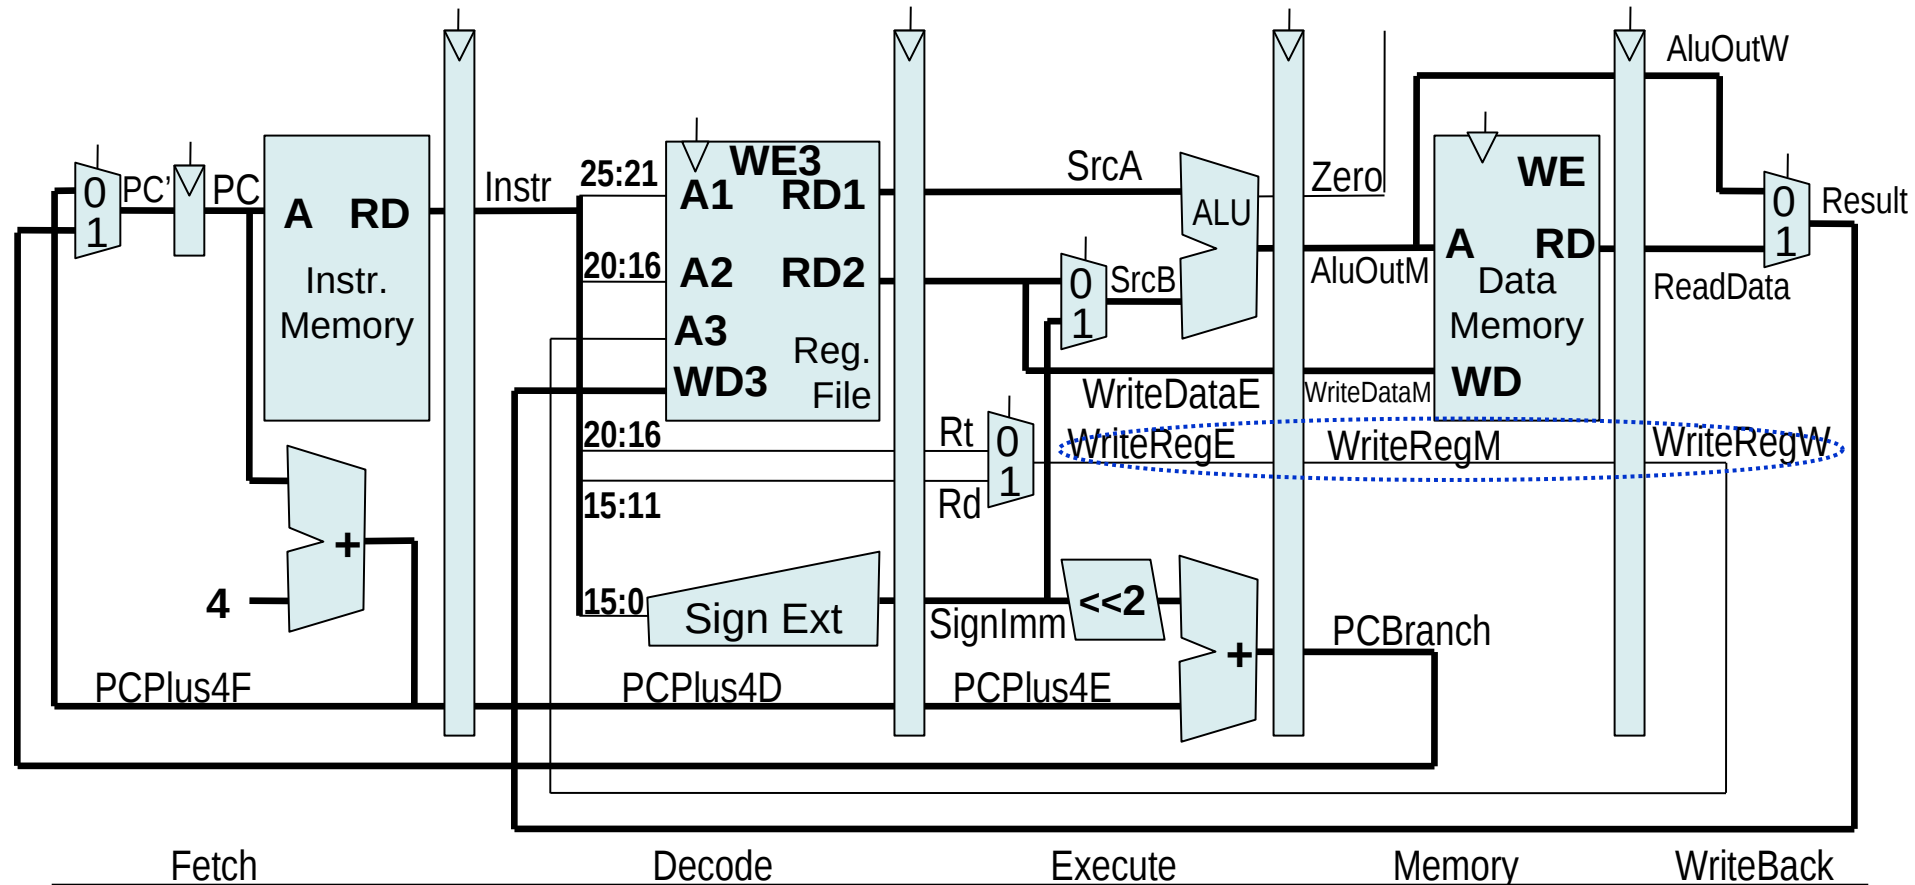 AluOutW
0
1
PC’
PC
A RD
Instr.
Memory
Instr
25:21
20:16
WE3
A1 RD1
A2 RD2
A3
WD3
Reg.
File
20:16
15:11
15:0
Sign Ext
Rt
Rd
0
1
SrcA
0
1
SrcB
ALU
Zero
AluOutM
WE
A RD
Data
Memory
WD
ReadData
0
1
Result
WriteDataE
WriteDataM
WriteRegE
WriteRegM
WriteRegW
4
+
SignImm
<<2
+
PCBranch
PCPlus4F
PCPlus4D
PCPlus4E
Fetch
Decode
Execute
Memory
WriteBack